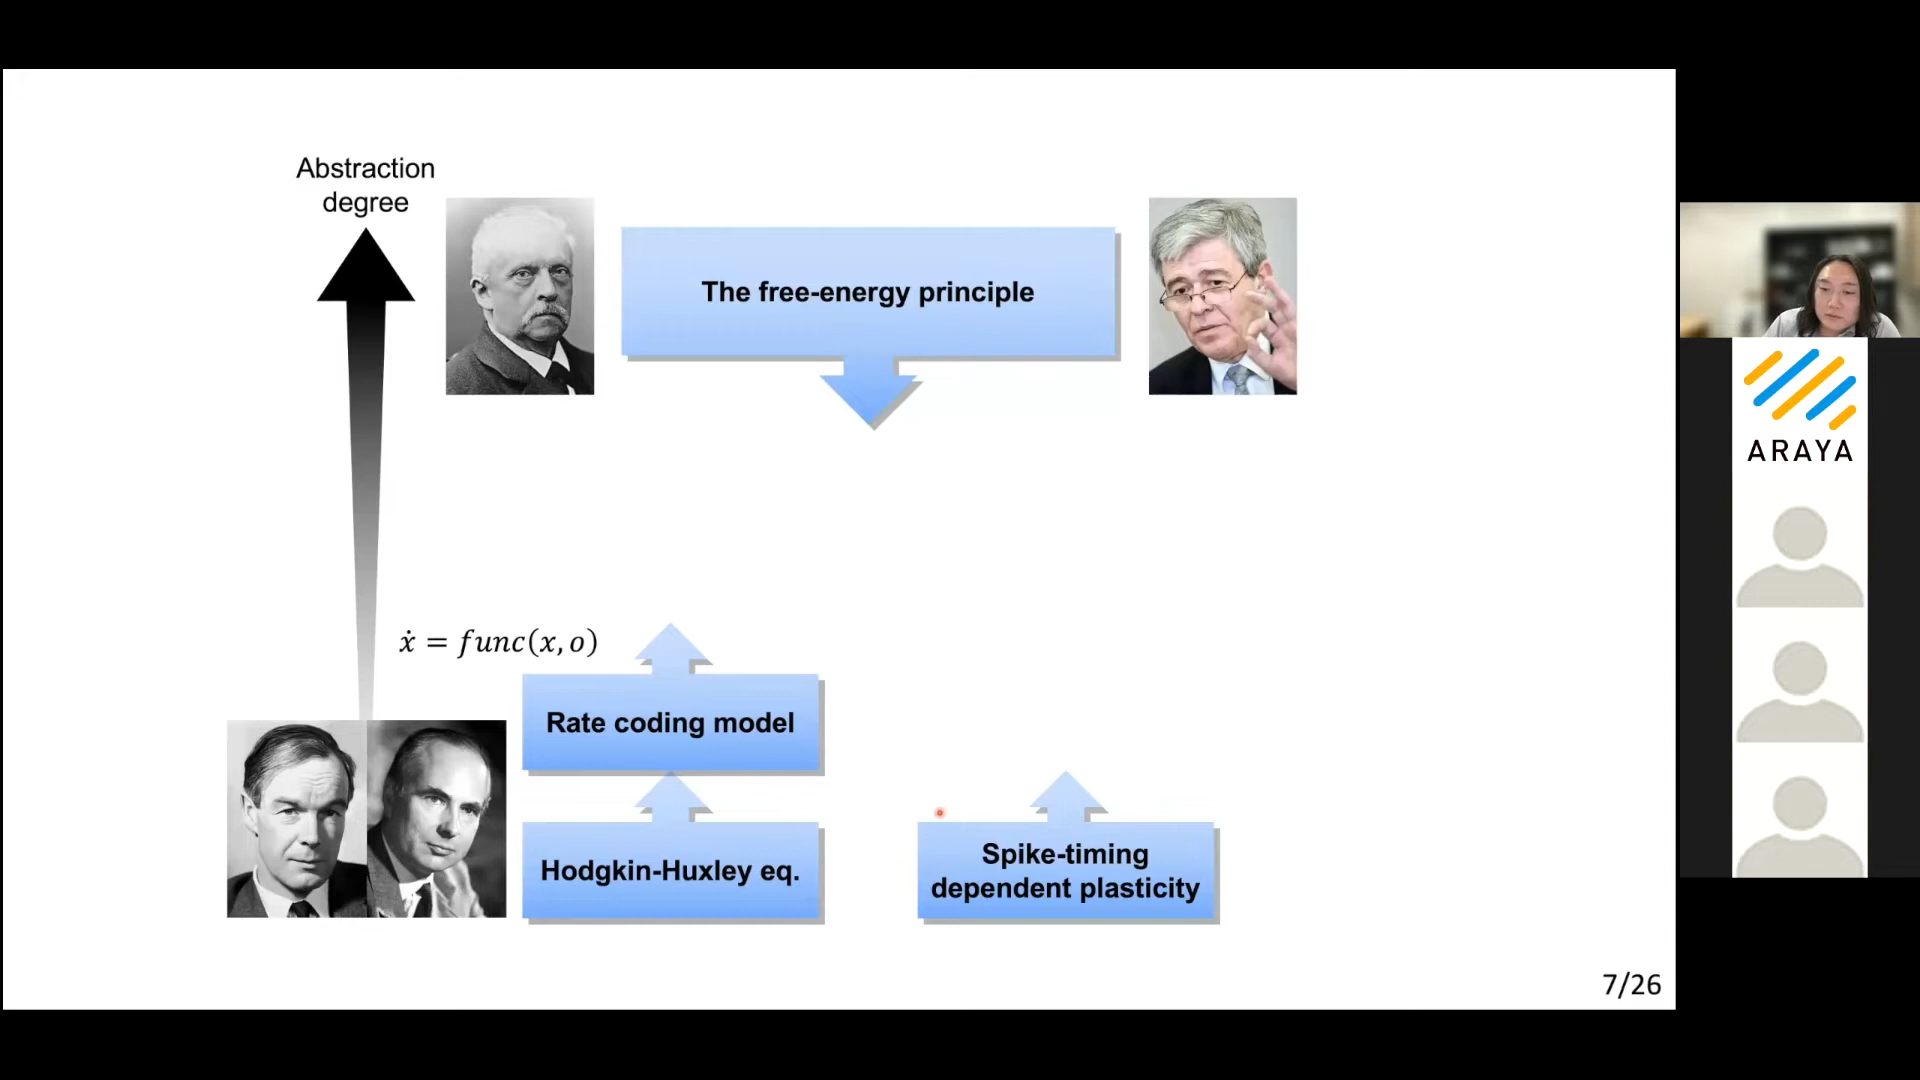 Abstraction
degree
The free-energy principle
ẋ = func(x, o)
Rate coding model
Hodgkin-Huxley eq.
Spike-timing
dependent plasticity
7/26
ARAYA